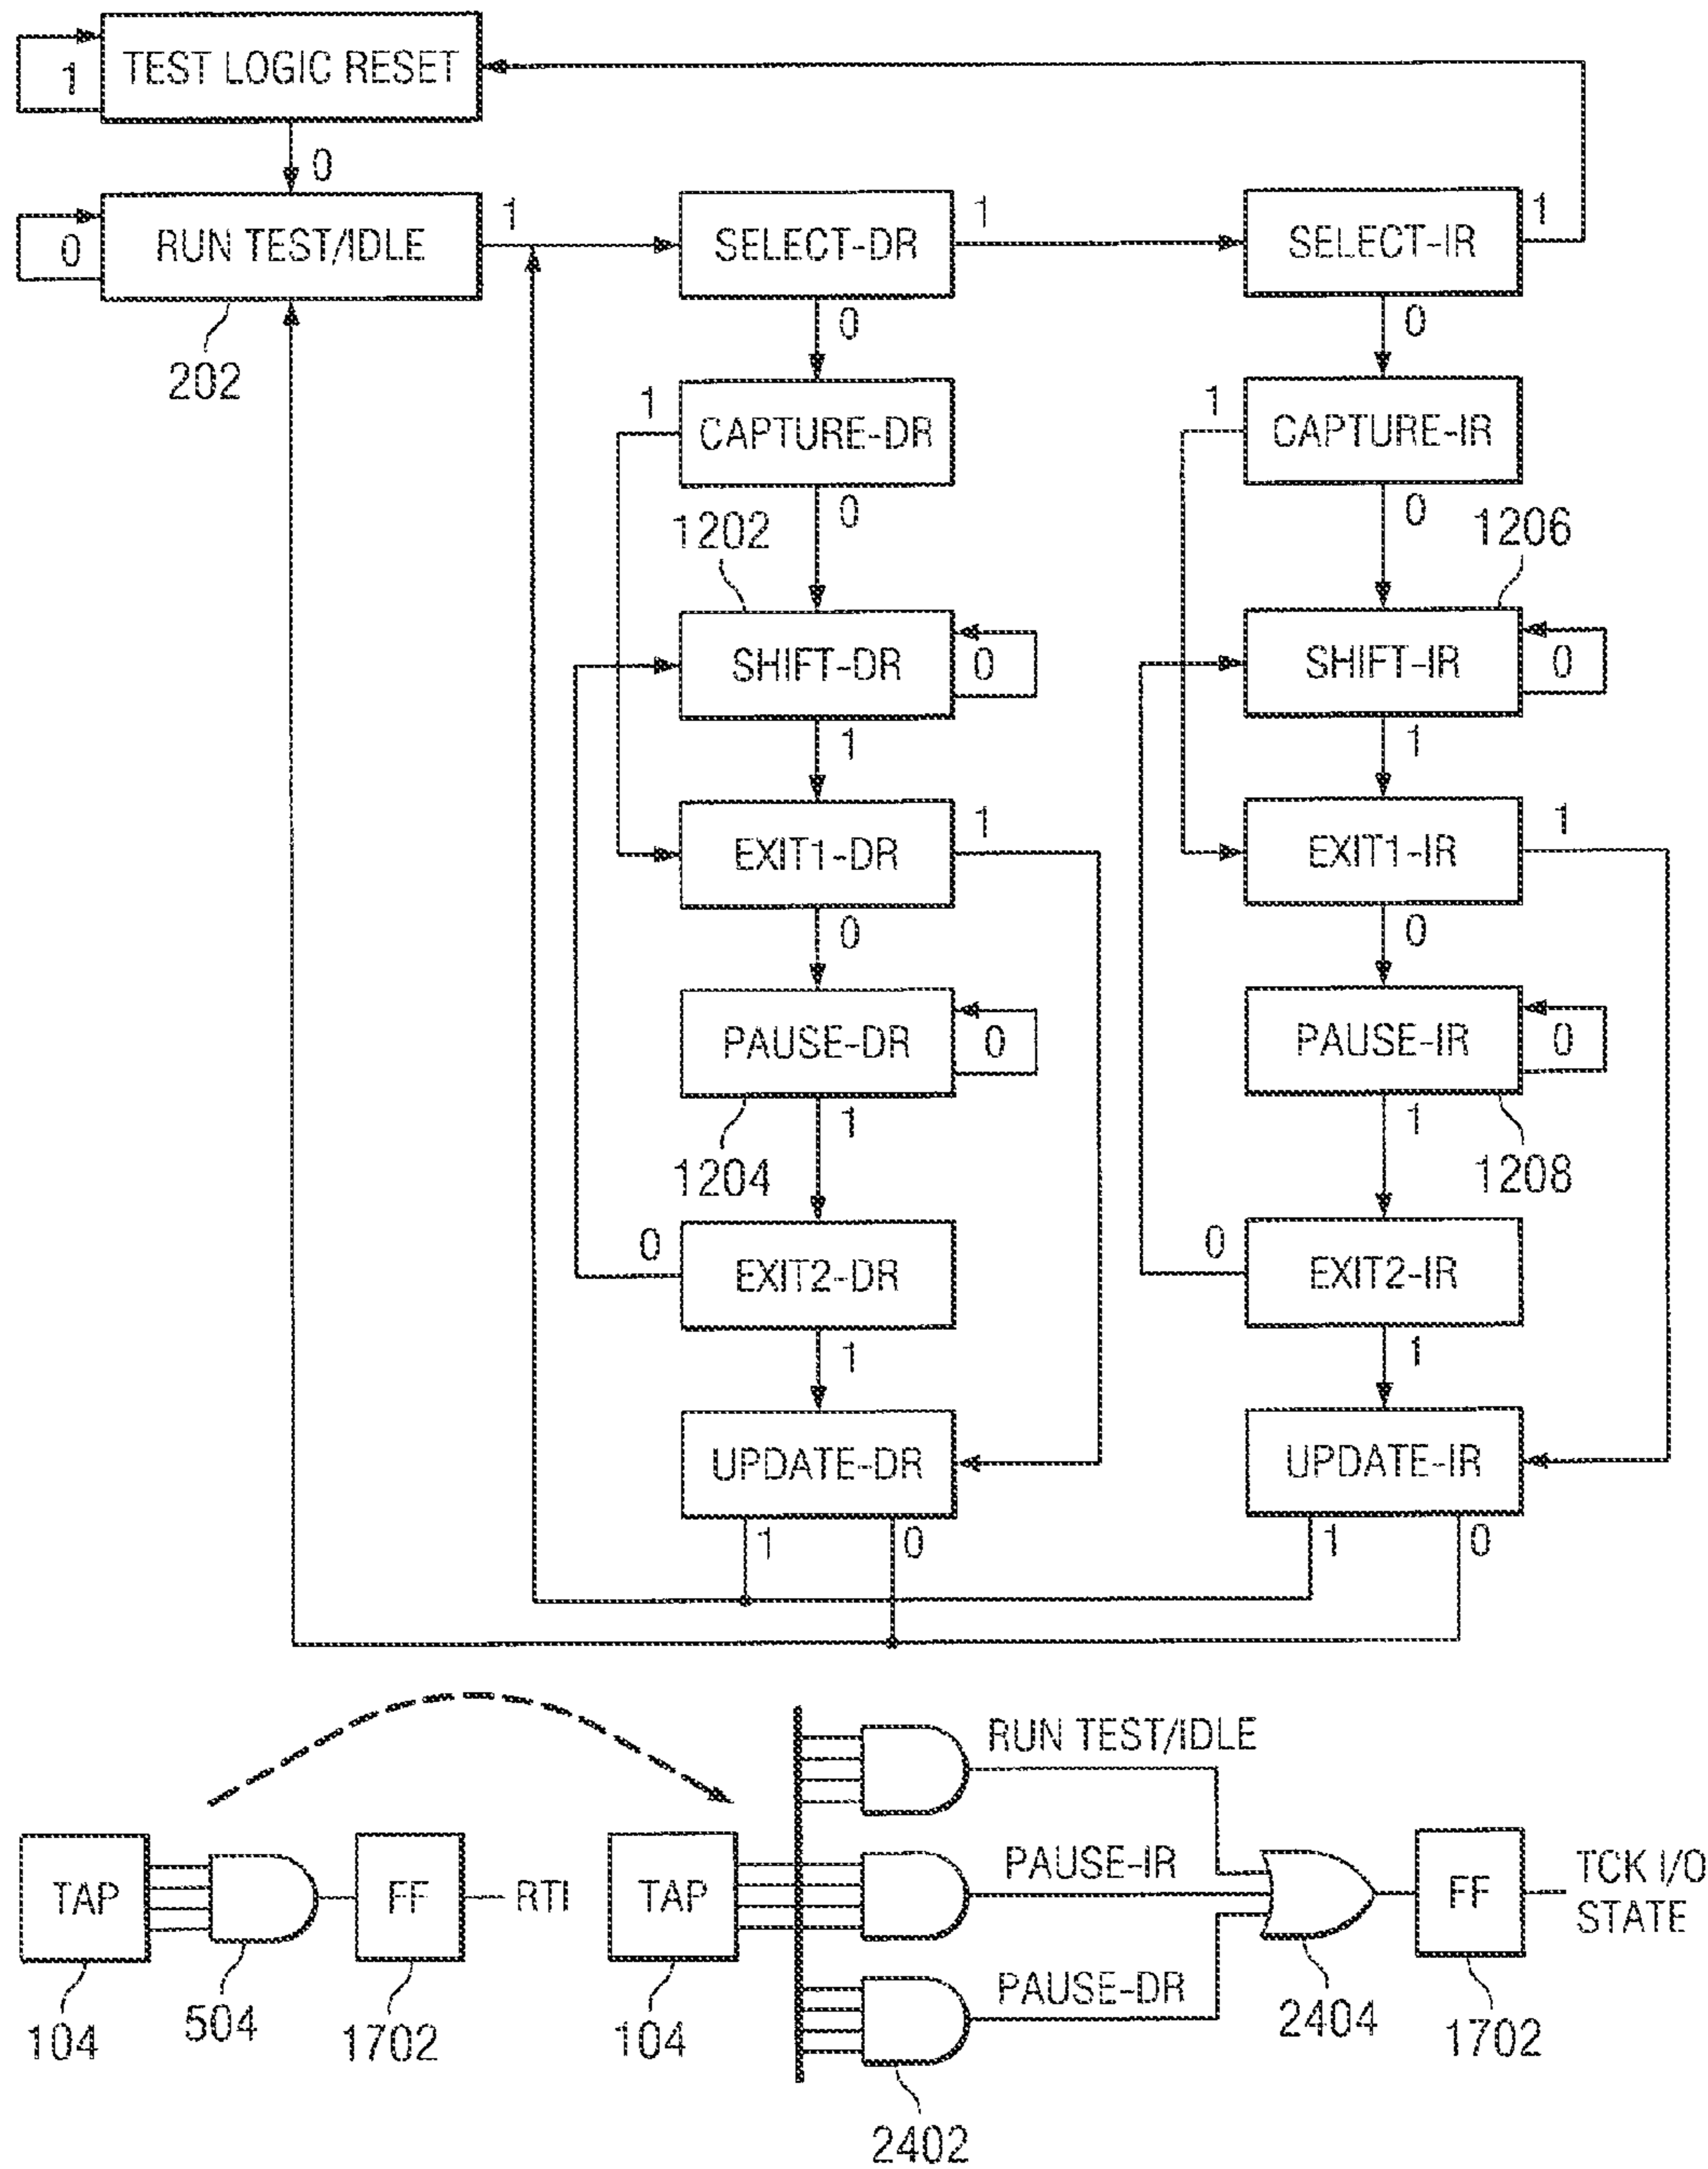 TEST LOGIC RESET
1
0
RUN TEST/IDLE
0
1
202
SELECT-DR
1
0
SELECT-IR
1
0
CAPTURE-DR
1
0
CAPTURE-IR
1
0
1202
SHIFT-DR
0
1
1206
SHIFT-IR
0
1
EXIT1-DR
1
0
EXIT1-IR
1
0
PAUSE-DR
0
1
1204
PAUSE-IR
0
1
1208
EXIT2-DR
0
1
EXIT2-IR
0
1
UPDATE-DR
1
0
UPDATE-IR
1
0
TAP
104
504
FF
1702
RTI
TAP
104
RUN TEST/IDLE
PAUSE-IR
PAUSE-DR
2402
2404
FF
1702
TCK I/O
STATE